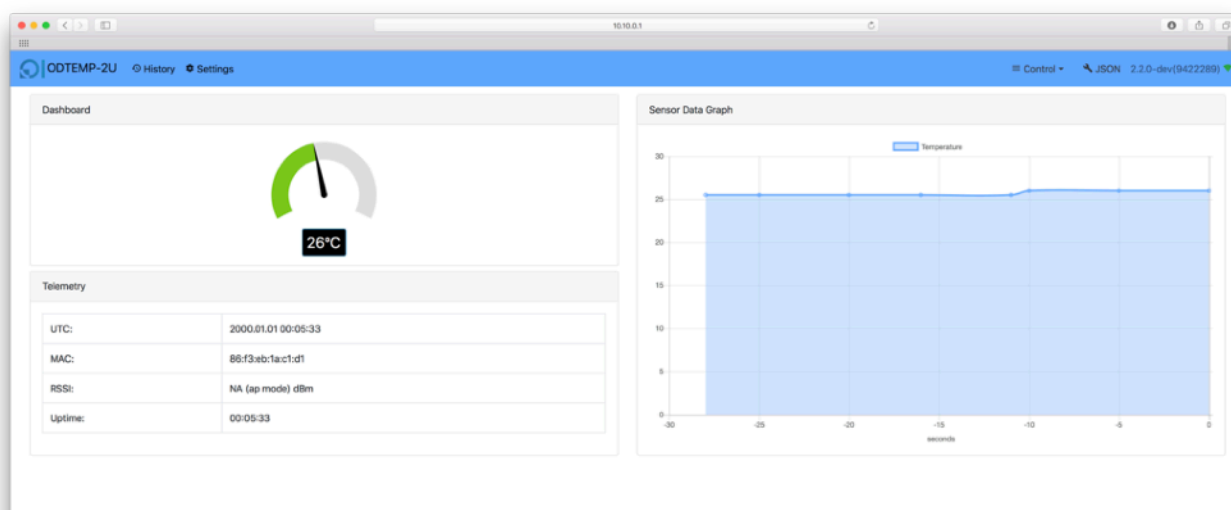 10.10.0.1
ODTEMP-2U History Settings Control JSON 2.2.0-dev(9422289)
Dashboard
26°C
Telemetry
UTC: 2000.01.01 00:05:33
MAC: 86:f3:eb:1a:c1:d1
RSSI: NA (ap mode) dBm
Uptime: 00:05:33
Sensor Data Graph
Temperature
30
25
20
15
10
5
0
-30 -25 -20 -15 -10 -5 0
seconds